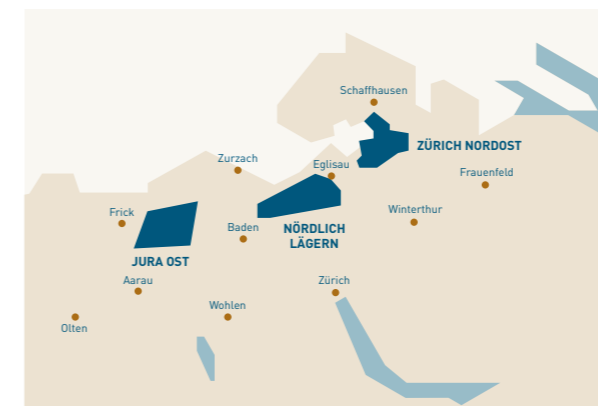 Schaffhausen
ZÜRICH NORDOST
Zurzach
Eglisau
Frauenfeld
Frick
Baden
NÖRDLICH
LÄGERN
Winterthur
JURA OST
Aarau
Zürich
Wohlen
Olten